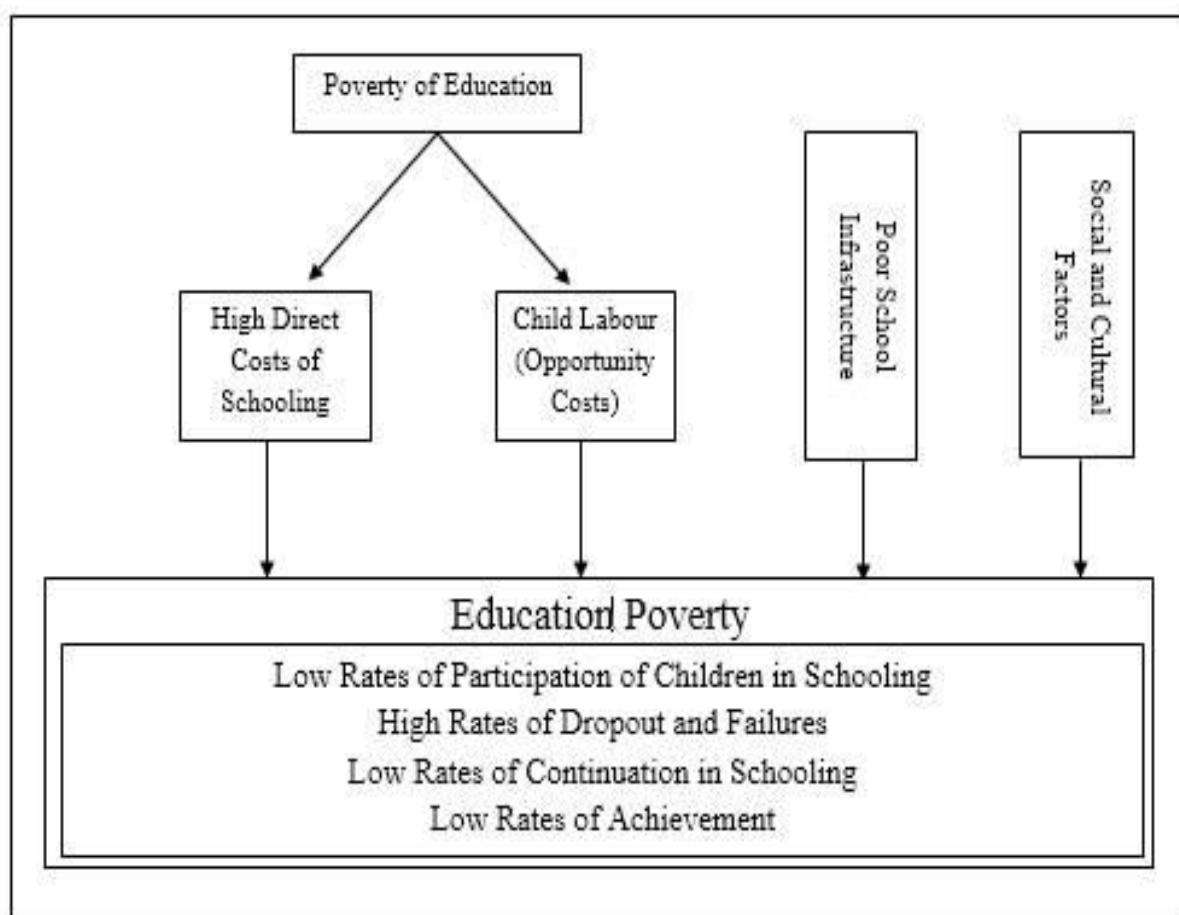 Poverty of Education
High Direct
Costs of
Schooling
Child Labour
(Opportunity
Costs)
Poor School
Infrastructure
Social and Cultural
Factors
Education Poverty
Low Rates of Participation of Children in Schooling
High Rates of Dropout and Failures
Low Rates of Continuation in Schooling
Low Rates of Achievement